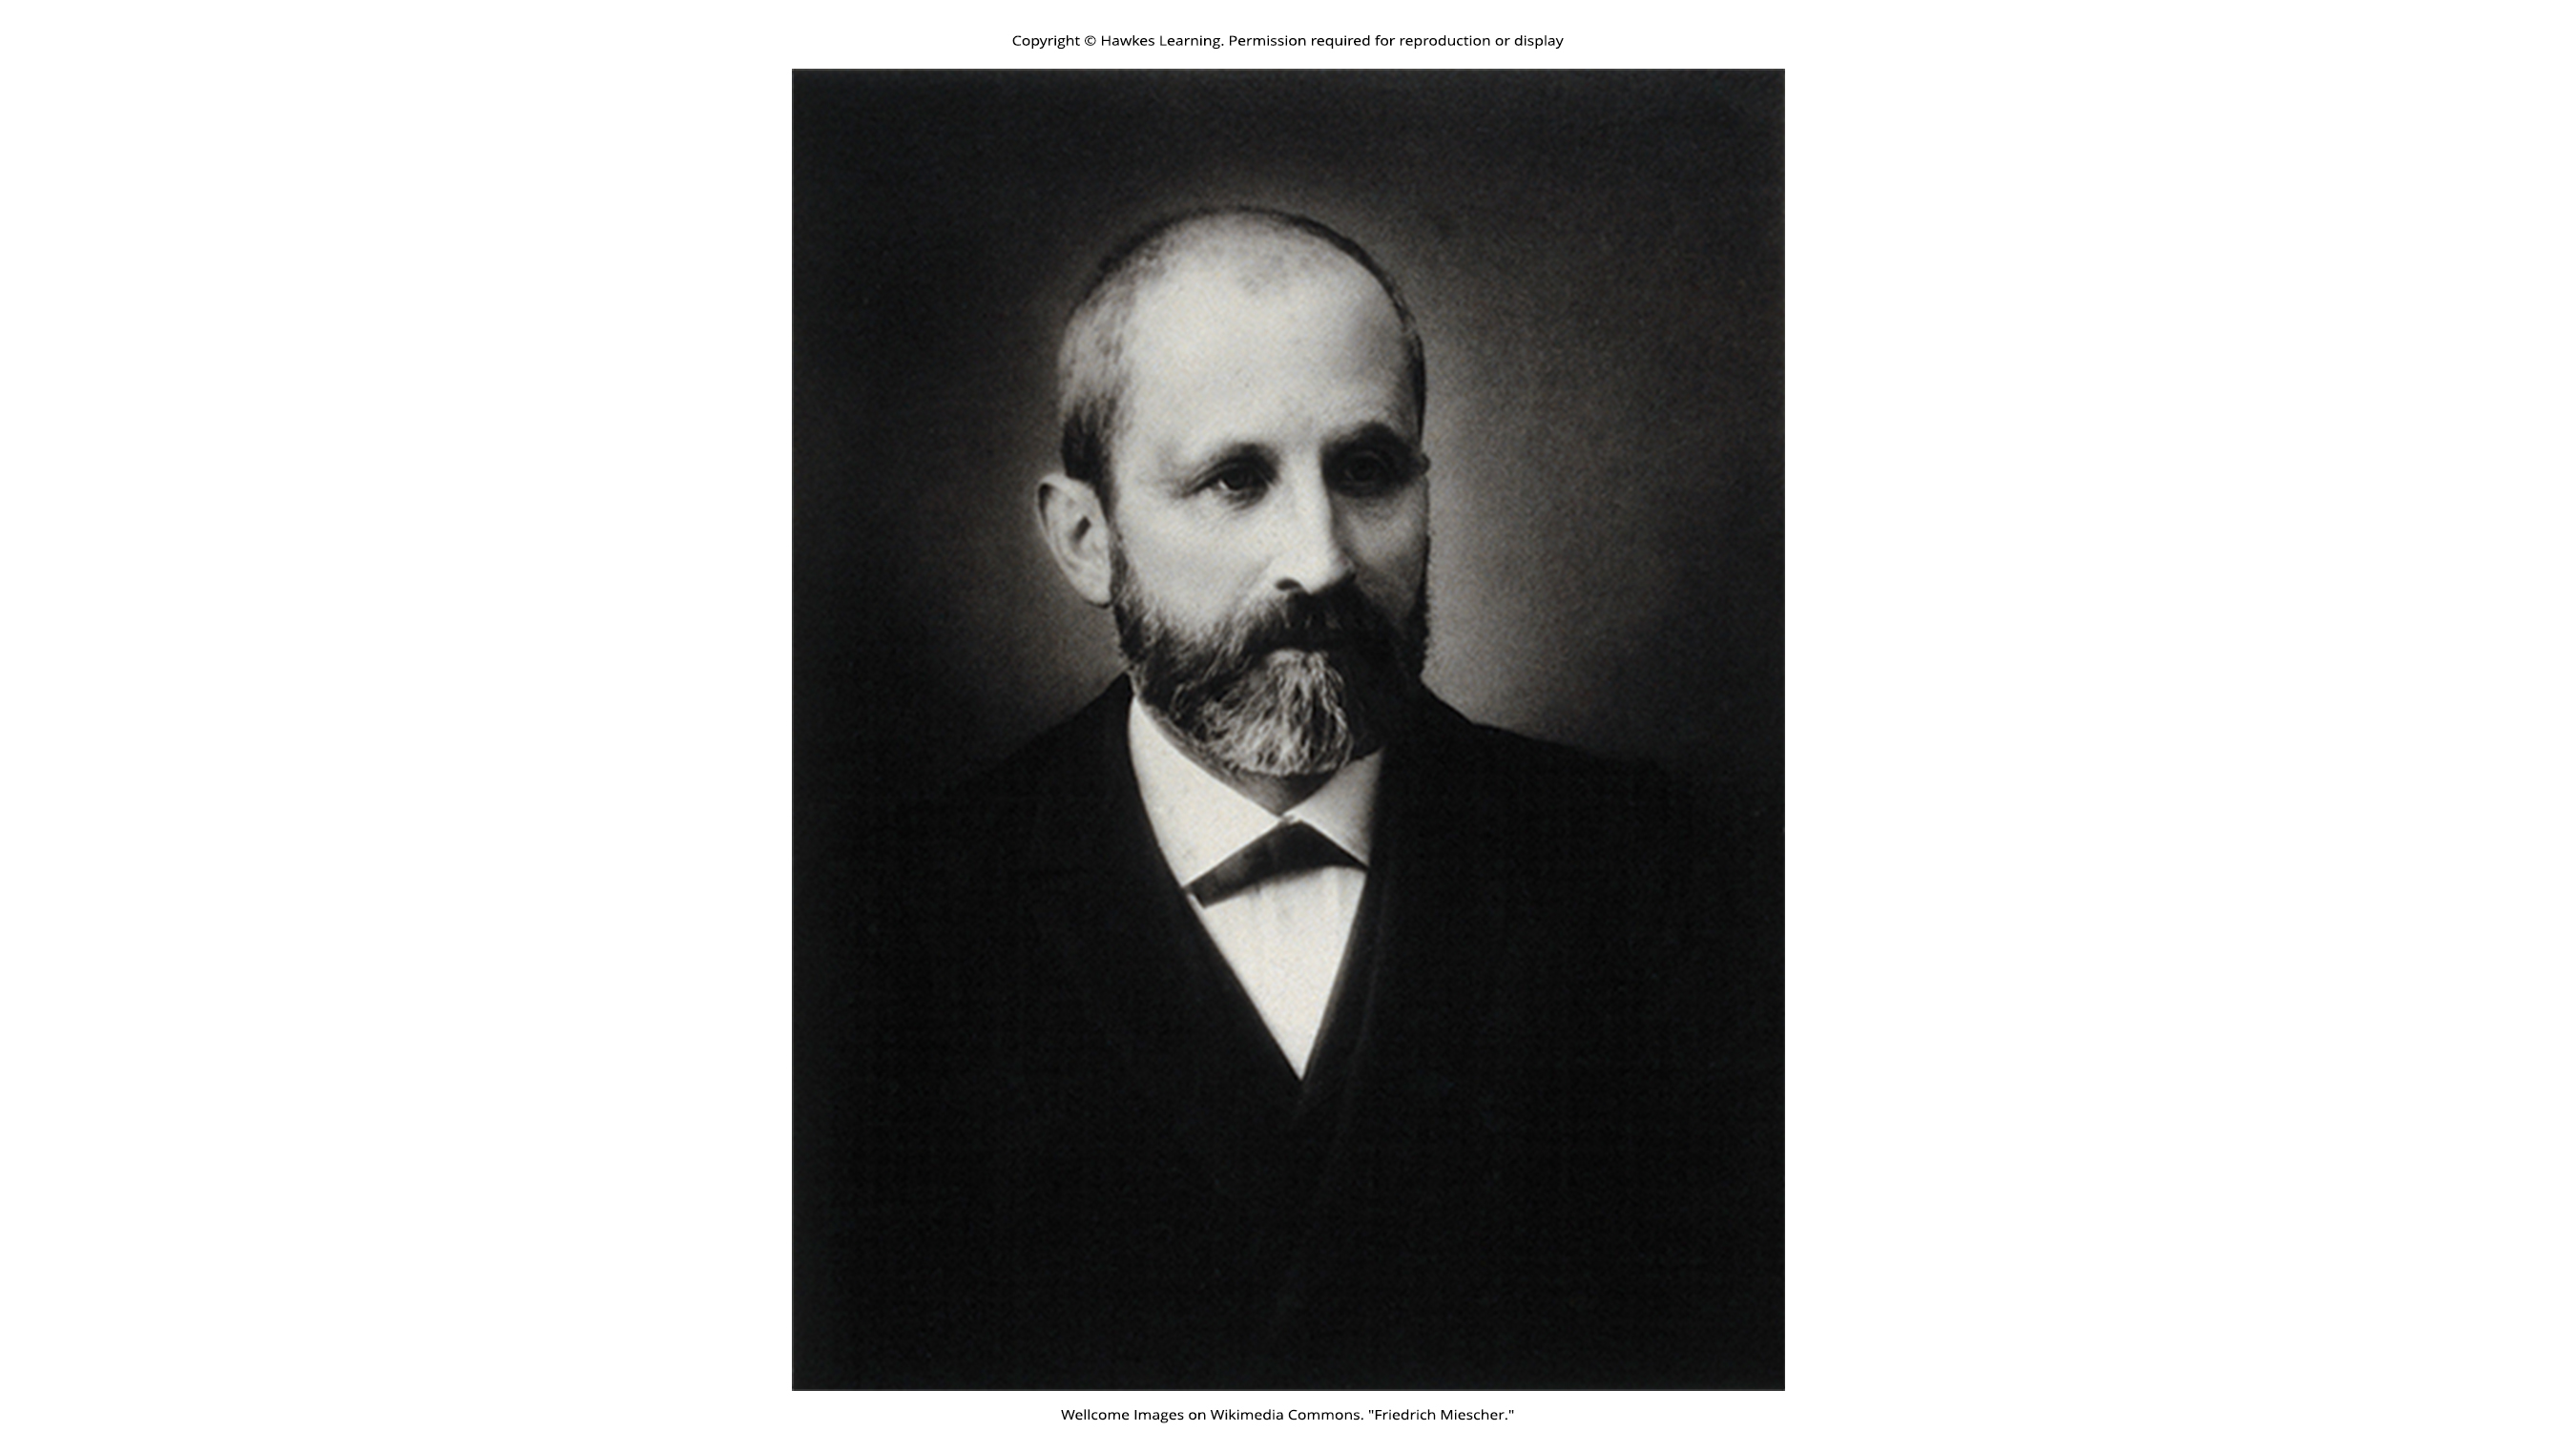 Copyright © Hawkes Learning. Permission required for reproduction or display
Wellcome Images on Wikimedia Commons. "Friedrich Miescher."